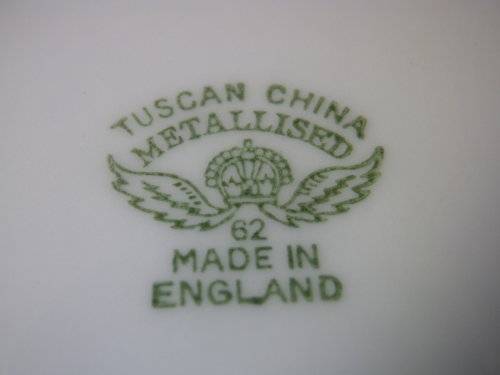 TUSCAN CHINA
METALLISED
62
MADE IN
ENGLAND